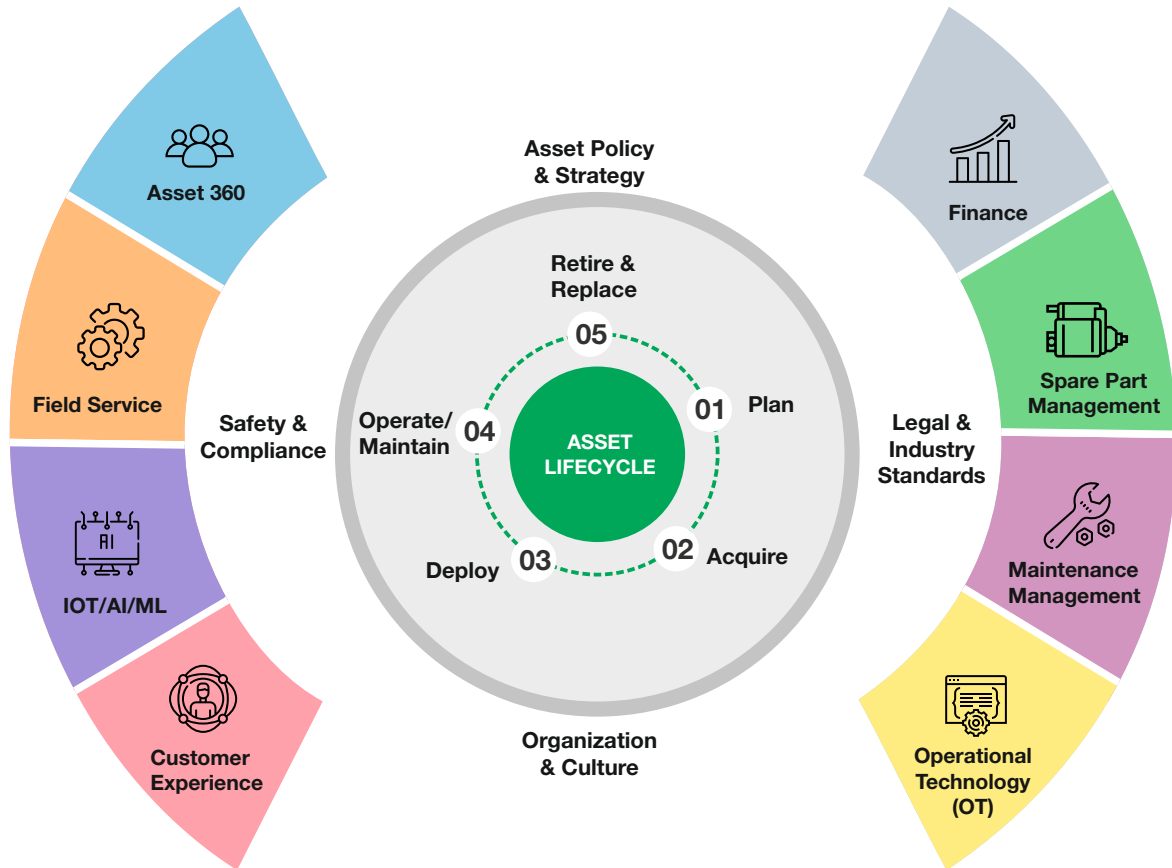 Asset 360
Field Service
IOT/AI/ML
AI
Customer
Experience
Safety &
Compliance
Asset Policy
& Strategy
Retire &
Replace
05
01
Plan
02
Acquire
03
Deploy
04
Operate/
Maintain
ASSET
LIFECYCLE
Organization
& Culture
Legal &
Industry
Standards
Finance
Spare Part
Management
Maintenance
Management
Operational
Technology
(OT)